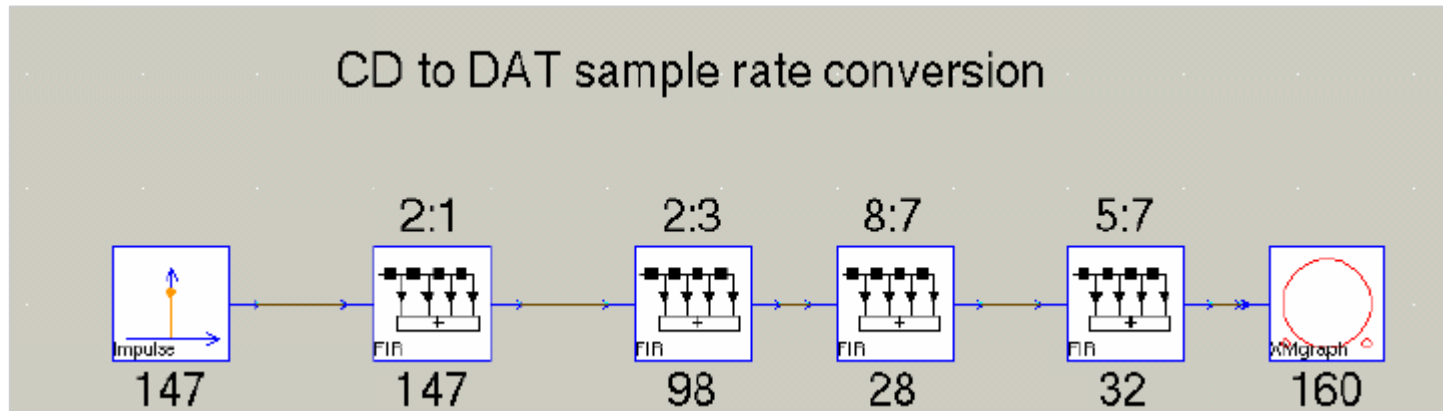 CD to DAT sample rate conversion
2:1 2:3 8:7 5:7
+ + + +
Impulse FIR FIR FIR FIR XMgraph
147 147 98 28 32 160